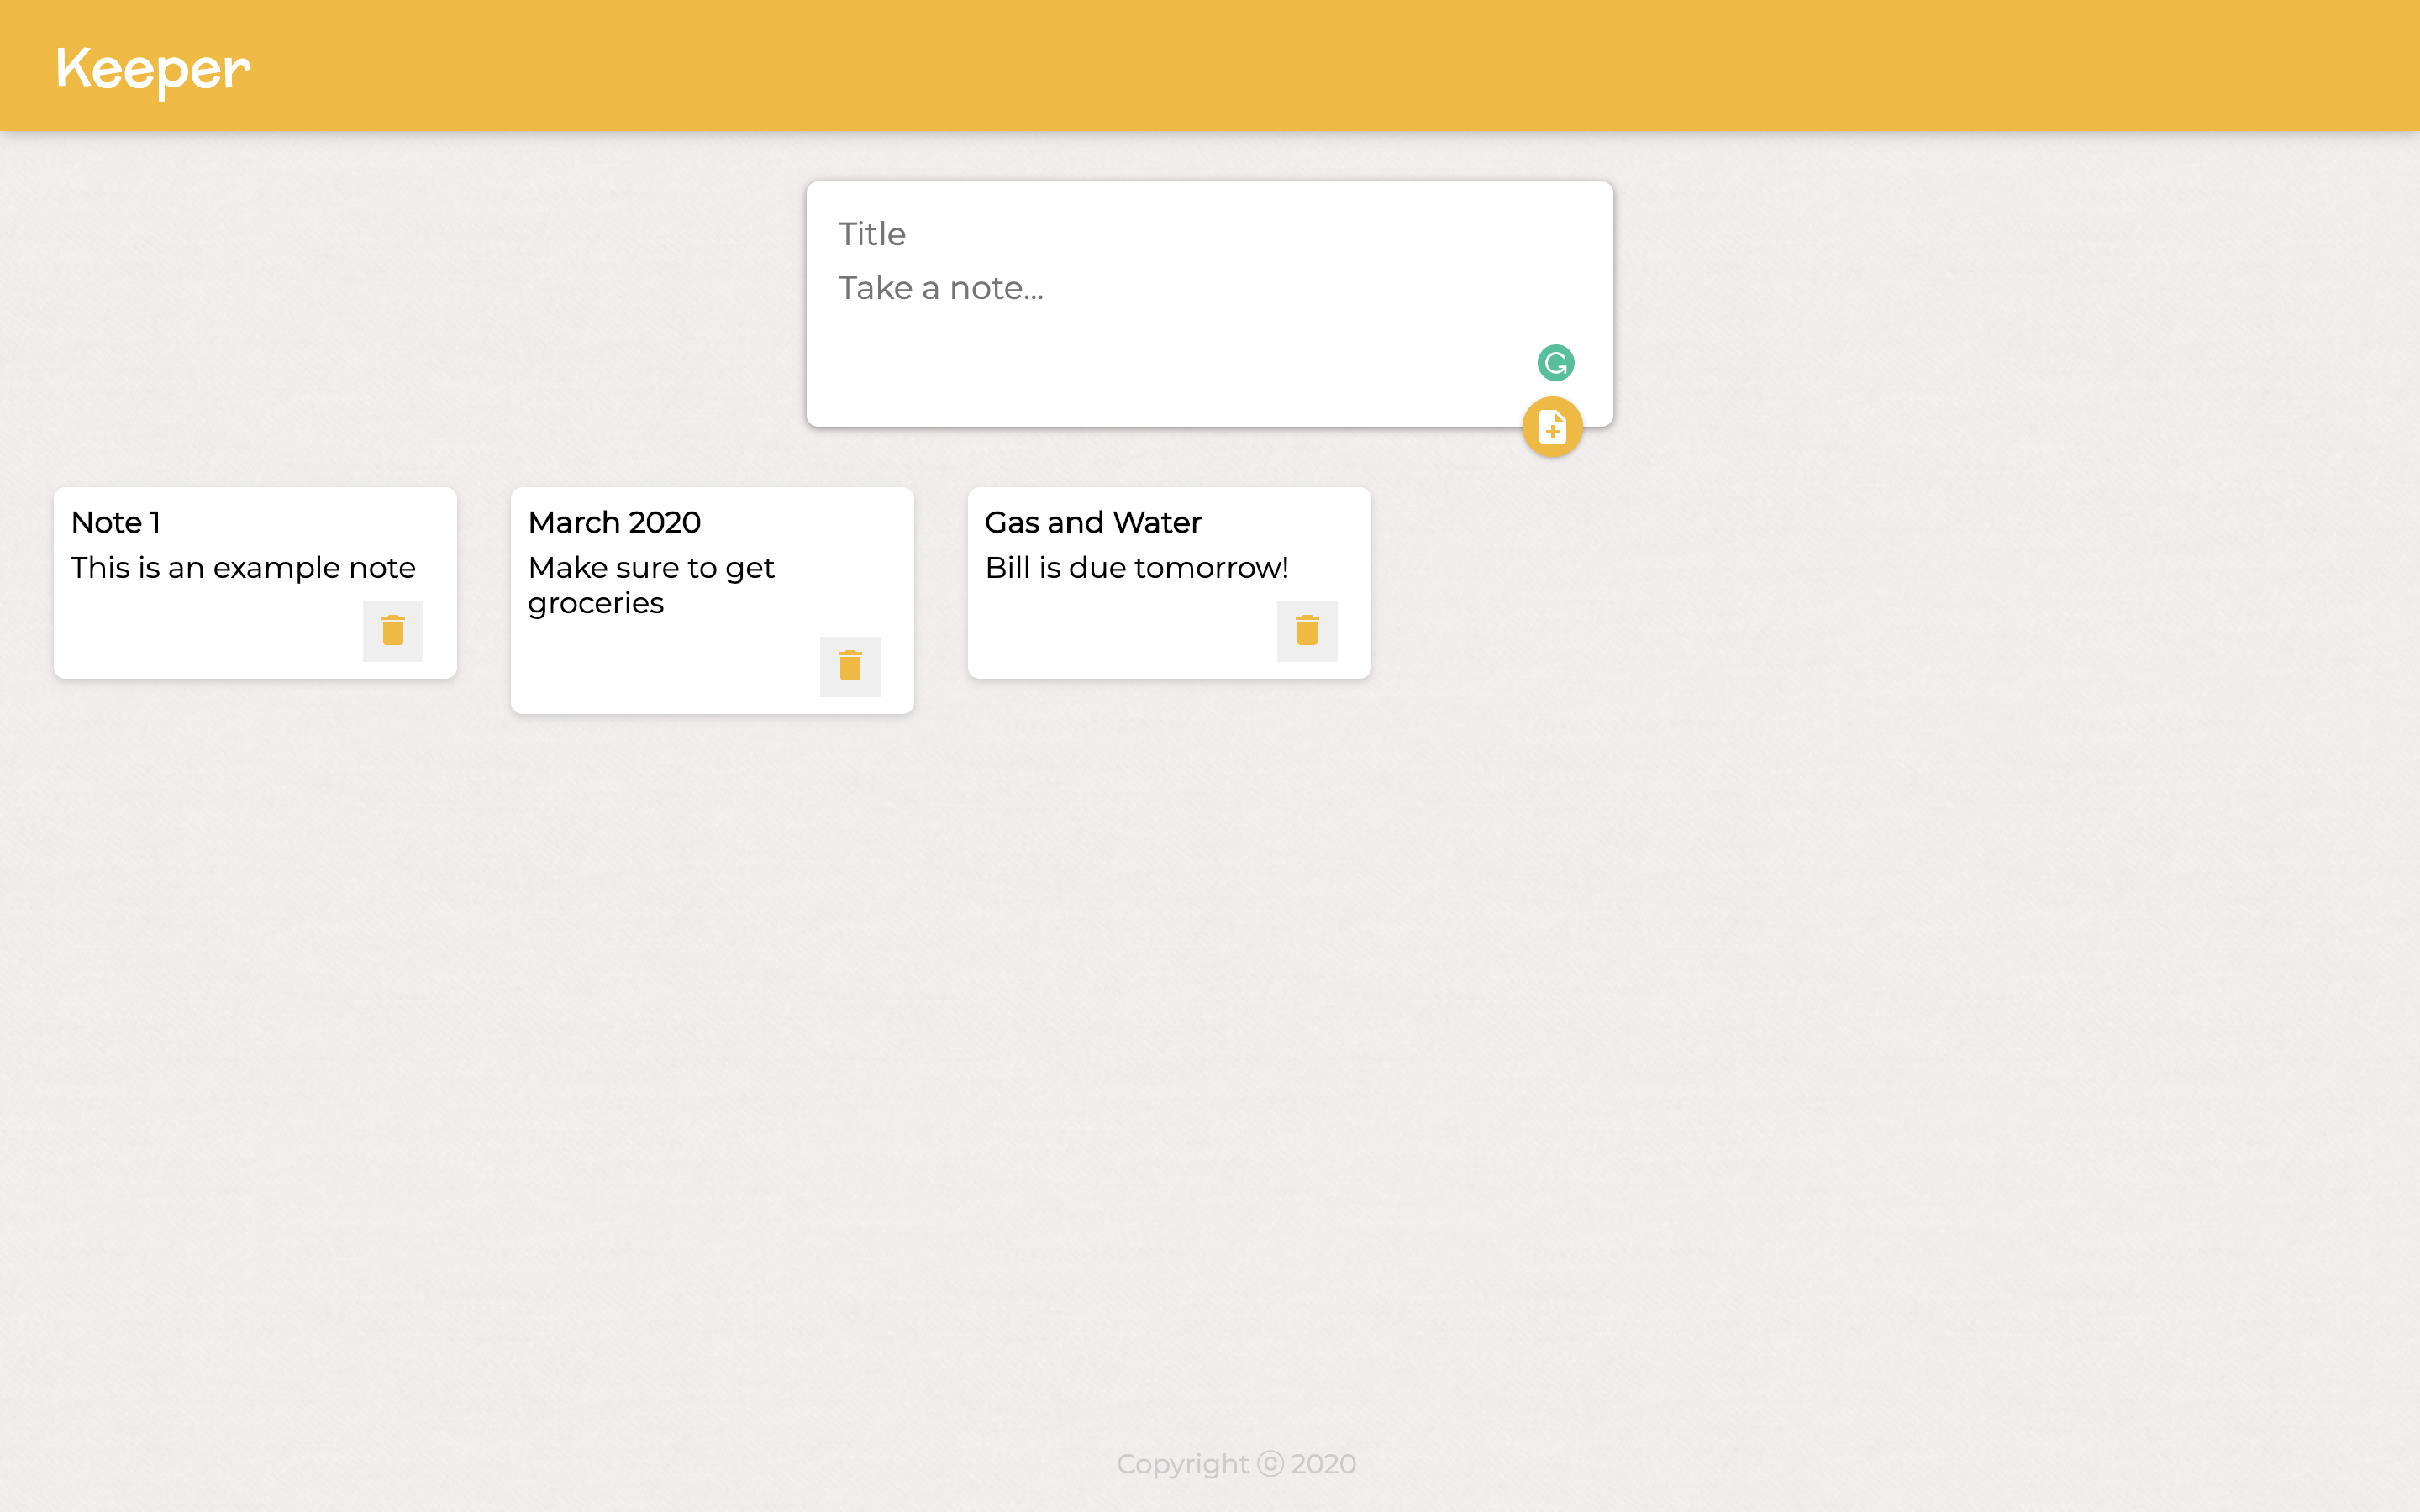 Keeper
Title
Take a note...
Note 1
This is an example note
March 2020
Make sure to get
groceries
Gas and Water
Bill is due tomorrow!
Copyright ⓒ 2020